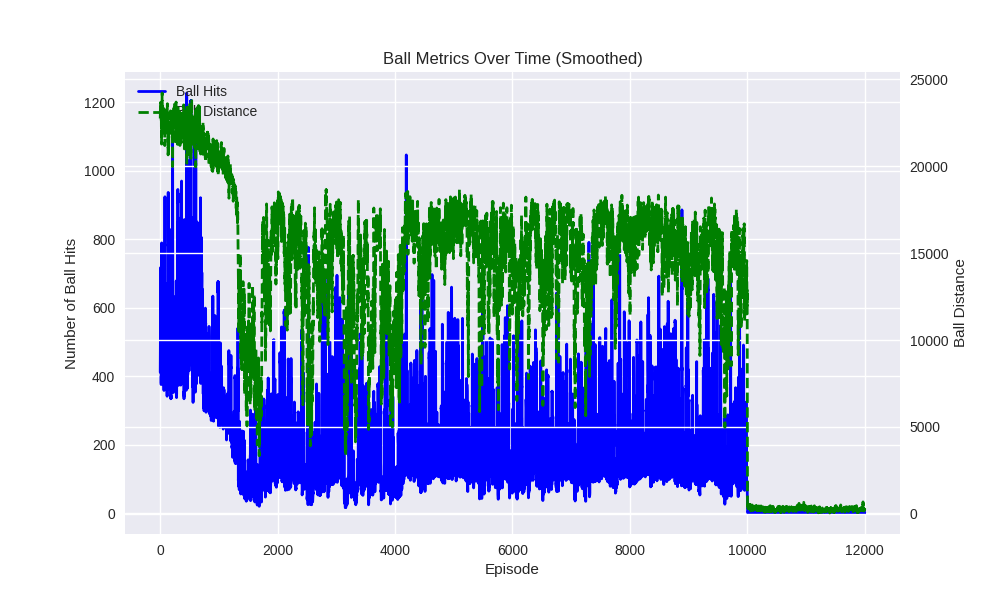 Ball Metrics Over Time (Smoothed)
Ball Hits
Distance
1200
1000
800
600
400
200
0
Number of Ball Hits
25000
20000
15000
10000
5000
0
Ball Distance
0 2000 4000 6000 8000 10000 12000
Episode